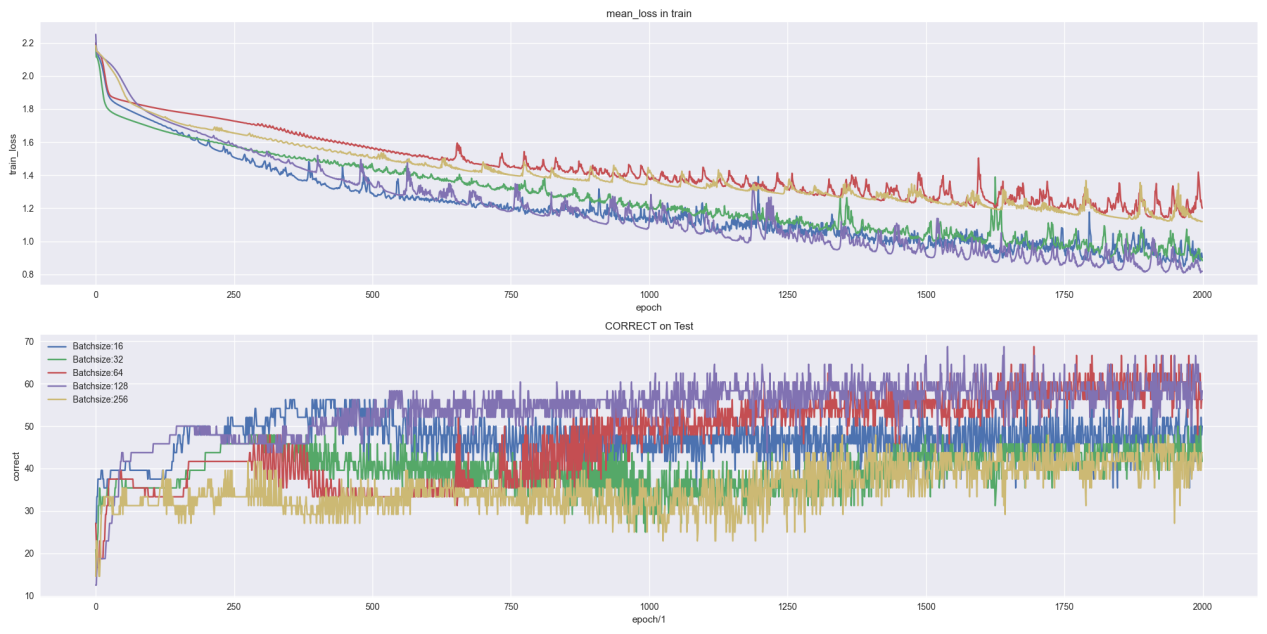 mean_loss in train
train_loss
2.2
2.0
1.8
1.6
1.4
1.2
1.0
0.8
0 250 500 750 1000 1250 1500 1750 2000
epoch
CORRECT on Test
correct
70
60
50
40
30
20
10
Batchsize:16
Batchsize:32
Batchsize:64
Batchsize:128
Batchsize:256
0 250 500 750 1000 1250 1500 1750 2000
epoch/1